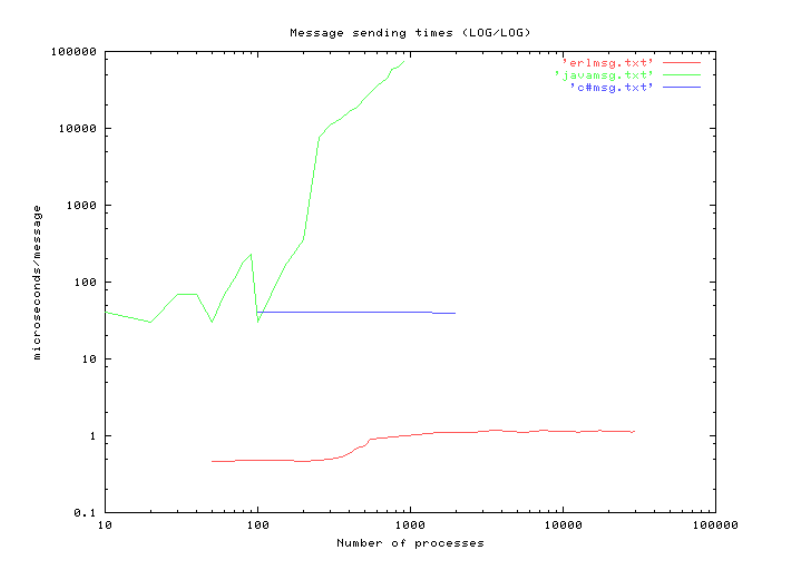 Message sending times (LOG/LOG)
100000
10000
1000
100
10
1
0.1
microseconds/message
'erlmsg.txt'
'javamsg.txt'
'c#msg.txt'
10 100 1000 10000 100000
Number of processes